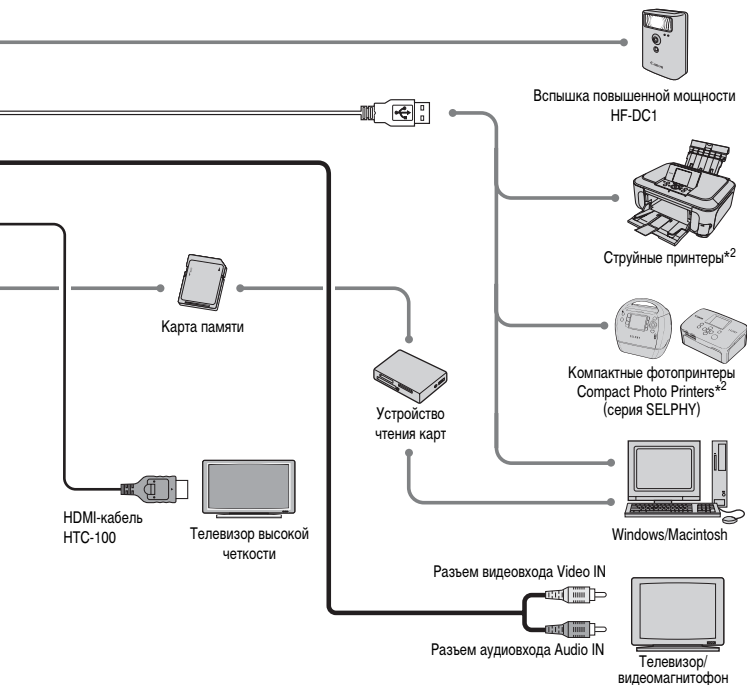 Вспышка повышенной мощности
HF-DC1
Струйные принтеры*2
Карта памяти
Компактные фотопринтеры
Compact Photo Printers*2
(серия SELPHY)
Устройство
чтения карт
Windows/Macintosh
HDMI-кабель
HTC-100
Телевизор высокой
четкости
Разъем видеовхода Video IN
Разъем аудиовхода Audio IN
Телевизор/
видеомагнитофон